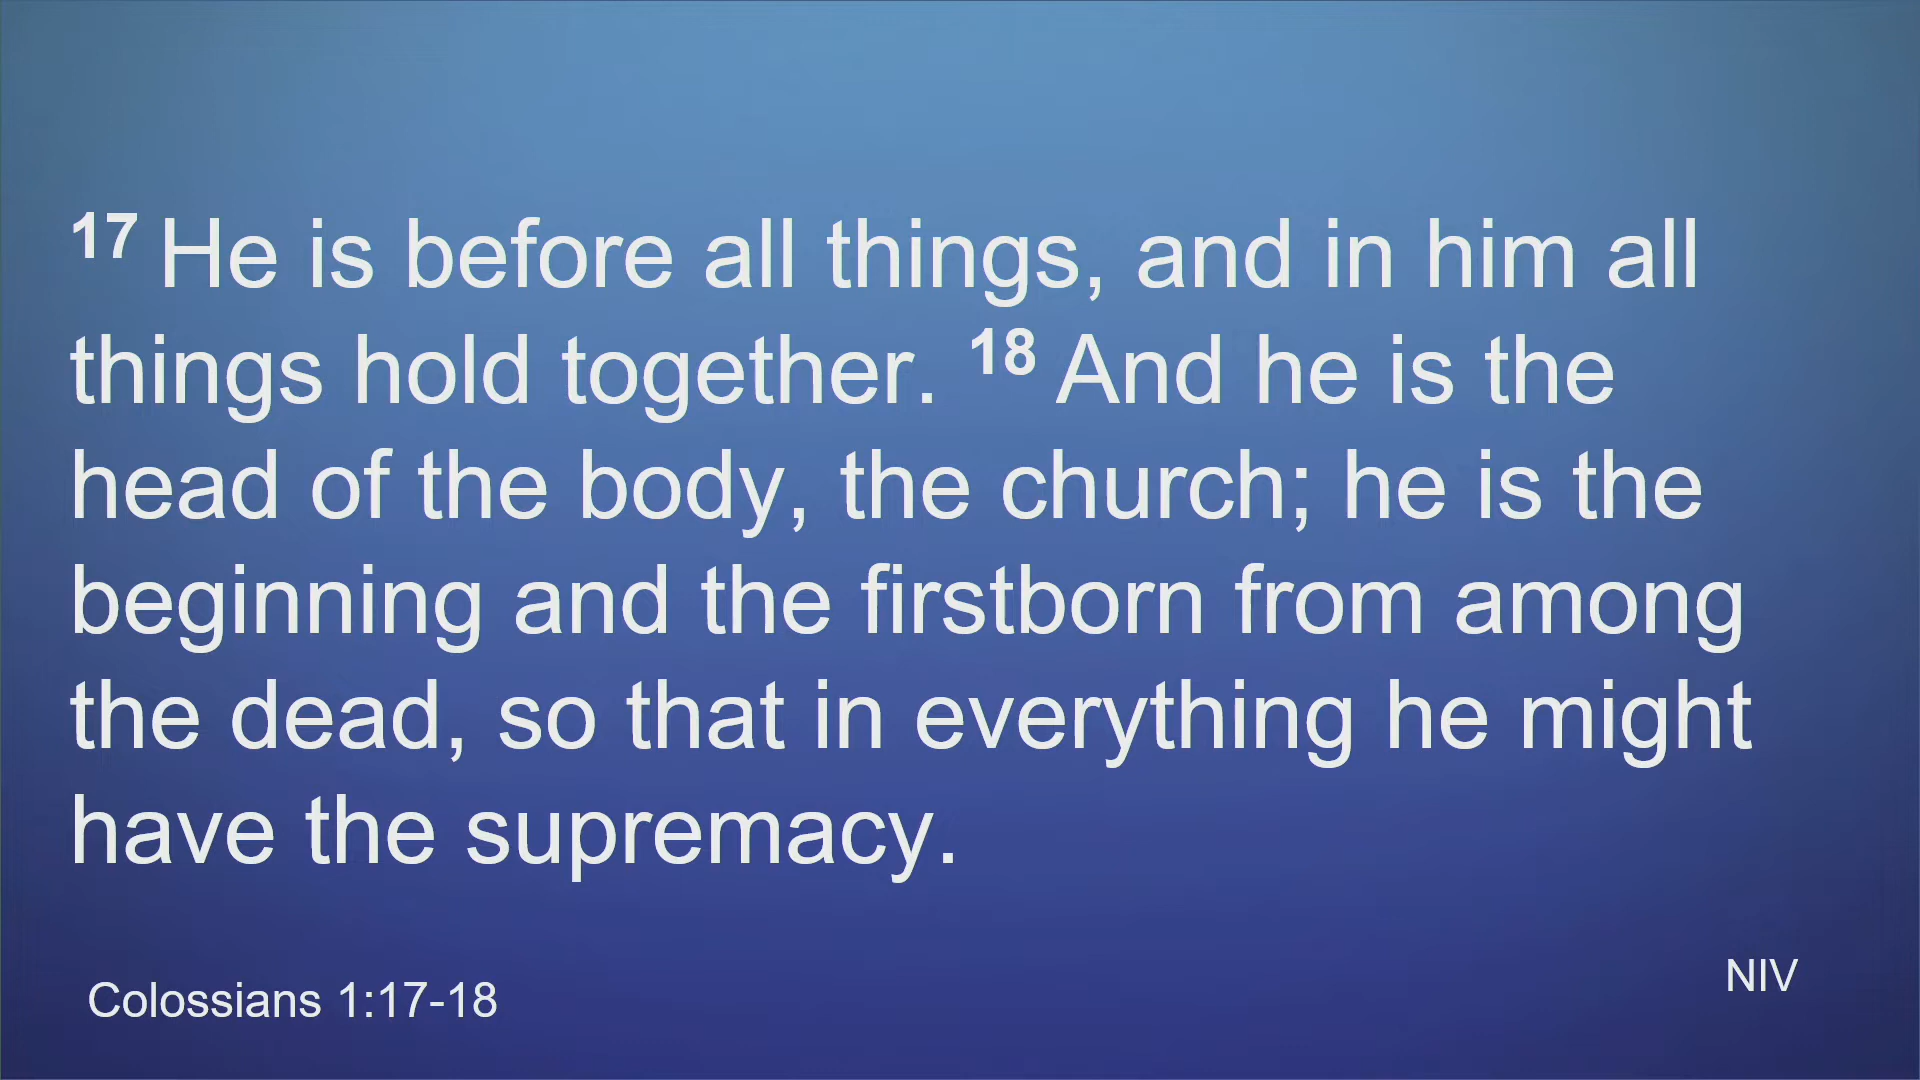 17 He is before all things, and in him all
things hold together. 18 And he is the
head of the body, the church; he is the
beginning and the firstborn from among
the dead, so that in everything he might
have the supremacy.
Colossians 1:17-18
NIV